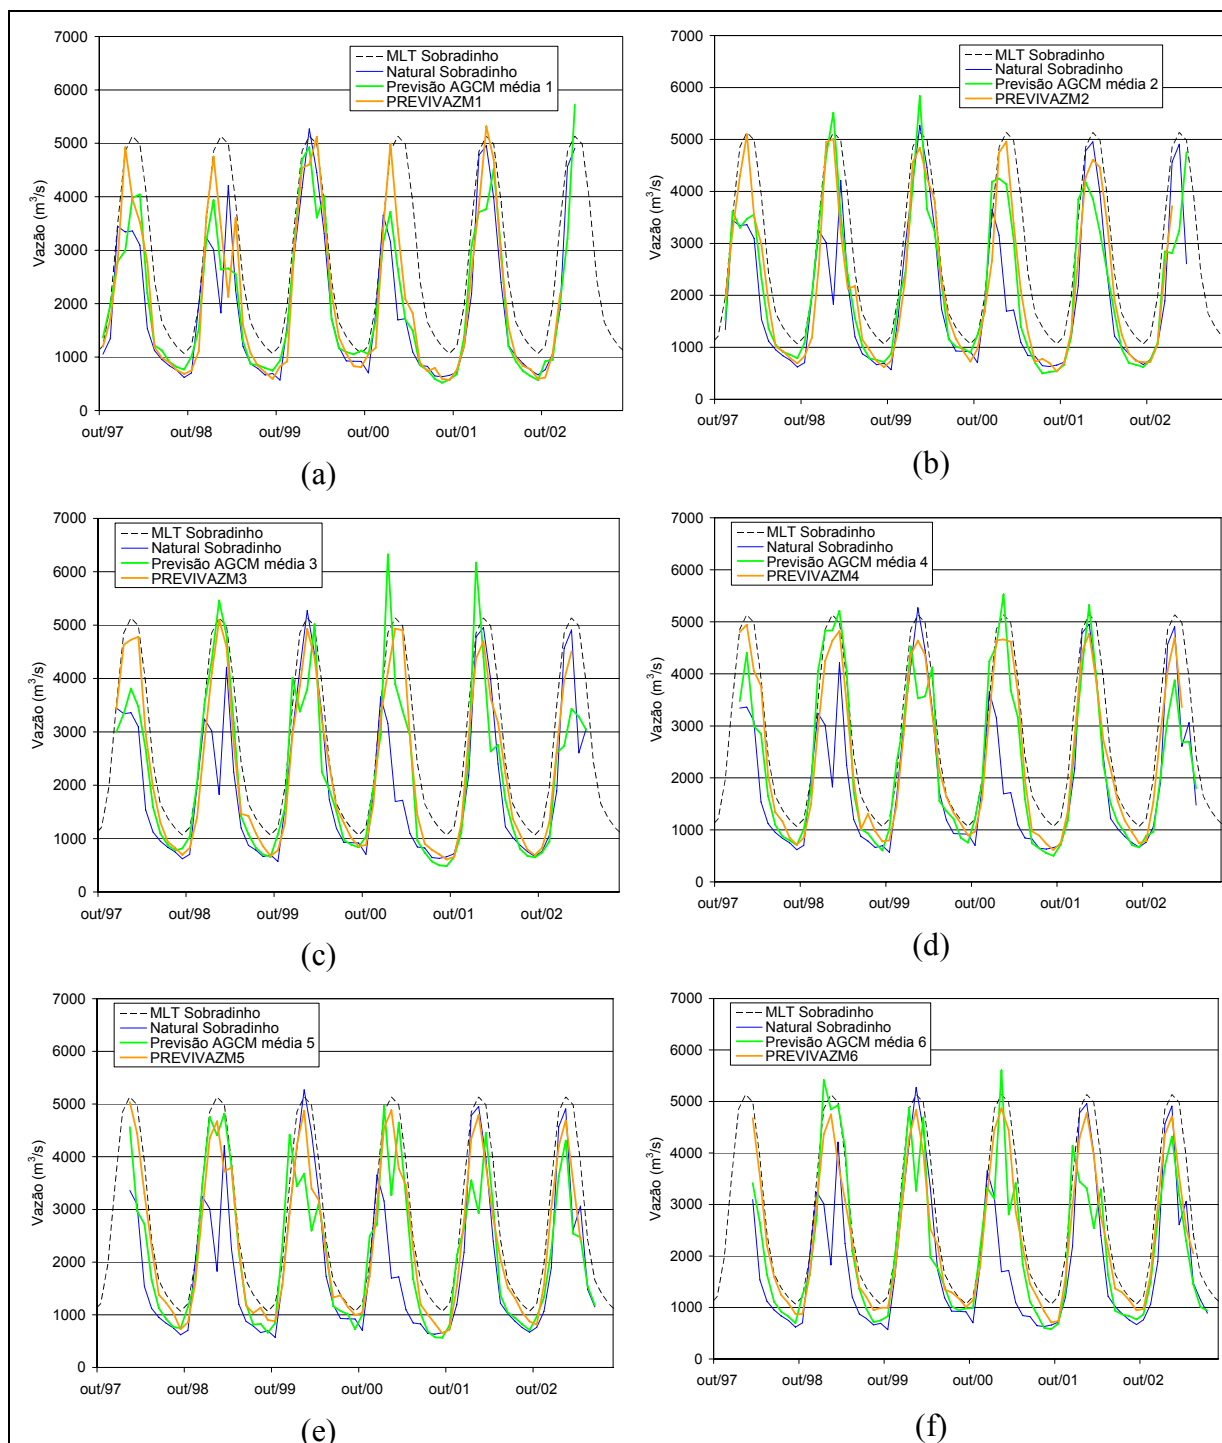 MLT Sobradinho
Natural Sobradinho
Previsão AGCM média 1
PREVIVAZM1
Vazão (m³/s)
7000
6000
5000
4000
3000
2000
1000
0
out/97 out/98 out/99 out/00 out/01 out/02
(a)
MLT Sobradinho
Natural Sobradinho
Previsão AGCM média 2
PREVIVAZM2
Vazão (m³/s)
7000
6000
5000
4000
3000
2000
1000
0
out/97 out/98 out/99 out/00 out/01 out/02
(b)
MLT Sobradinho
Natural Sobradinho
Previsão AGCM média 3
PREVIVAZM3
Vazão (m³/s)
7000
6000
5000
4000
3000
2000
1000
0
out/97 out/98 out/99 out/00 out/01 out/02
(c)
MLT Sobradinho
Natural Sobradinho
Previsão AGCM média 4
PREVIVAZM4
Vazão (m³/s)
7000
6000
5000
4000
3000
2000
1000
0
out/97 out/98 out/99 out/00 out/01 out/02
(d)
MLT Sobradinho
Natural Sobradinho
Previsão AGCM média 5
PREVIVAZM5
Vazão (m³/s)
7000
6000
5000
4000
3000
2000
1000
0
out/97 out/98 out/99 out/00 out/01 out/02
(e)
MLT Sobradinho
Natural Sobradinho
Previsão AGCM média 6
PREVIVAZM6
Vazão (m³/s)
7000
6000
5000
4000
3000
2000
1000
0
out/97 out/98 out/99 out/00 out/01 out/02
(f)